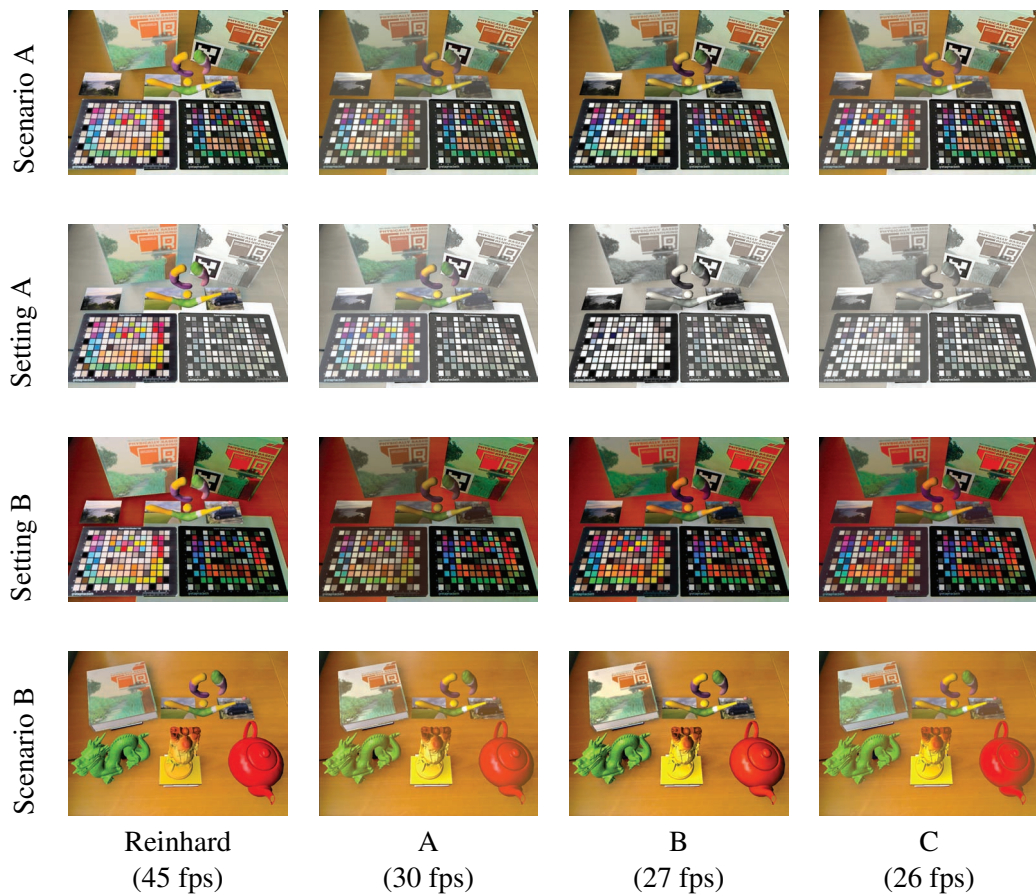 Scenario A
Setting A
Setting B
Scenario B
Reinhard
(45 fps)
A
(30 fps)
B
(27 fps)
C
(26 fps)